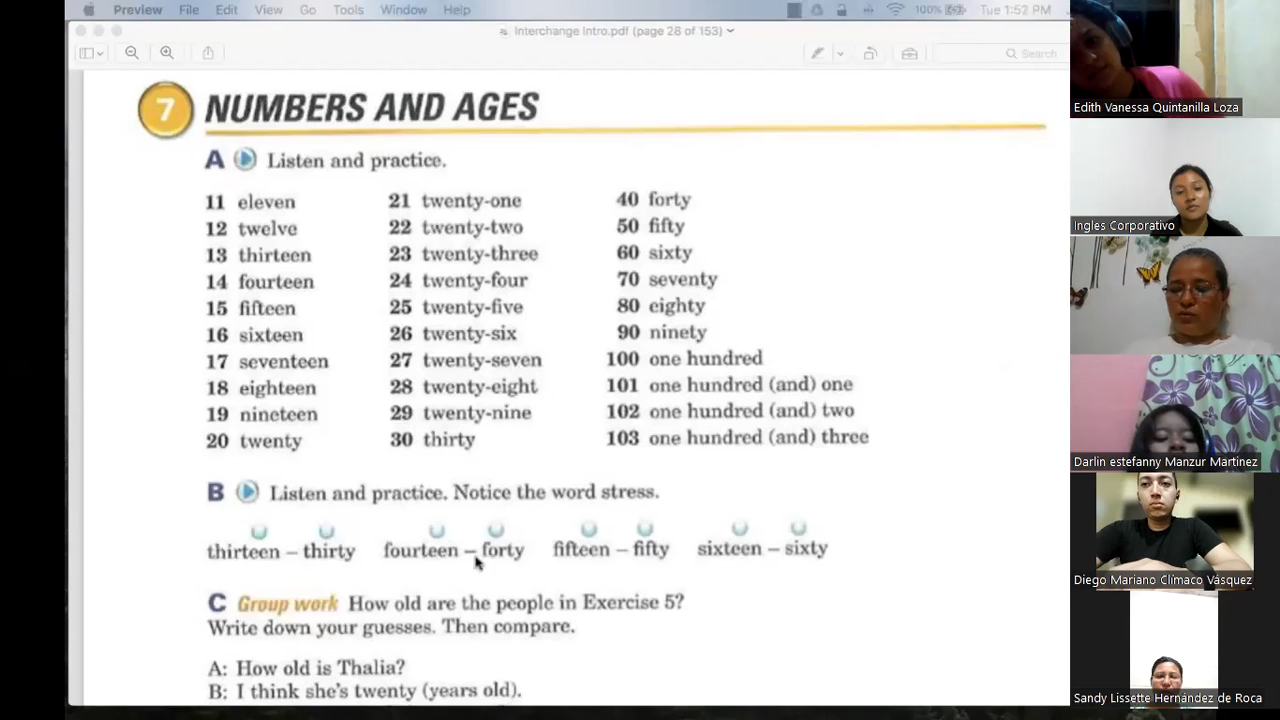 Preview File Edit View Go Tools Window Help 100% Tue 1:52 PM
Interchange Intro.pdf (page 28 of 153)
Search
7 NUMBERS AND AGES
A Listen and practice.
11 eleven 21 twenty-one 40 forty
12 twelve 22 twenty-two 50 fifty
13 thirteen 23 twenty-three 60 sixty
14 fourteen 24 twenty-four 70 seventy
15 fifteen 25 twenty-five 80 eighty
16 sixteen 26 twenty-six 90 ninety
17 seventeen 27 twenty-seven 100 one hundred
18 eighteen 28 twenty-eight 101 one hundred (and) one
19 nineteen 29 twenty-nine 102 one hundred (and) two
20 twenty 30 thirty 103 one hundred (and) three
B Listen and practice. Notice the word stress.
thirteen – thirty fourteen – forty fifteen – fifty sixteen – sixty
C Group work How old are the people in Exercise 5?
Write down your guesses. Then compare.
A: How old is Thalia?
B: I think she's twenty (years old).
Edith Vanessa Quintanilla Loza
Ingles Corporativo
Darlin estefanny Manzur Martinez
Diego Mariano Clímaco Vásquez
Sandy Lissette Hernández de Roca